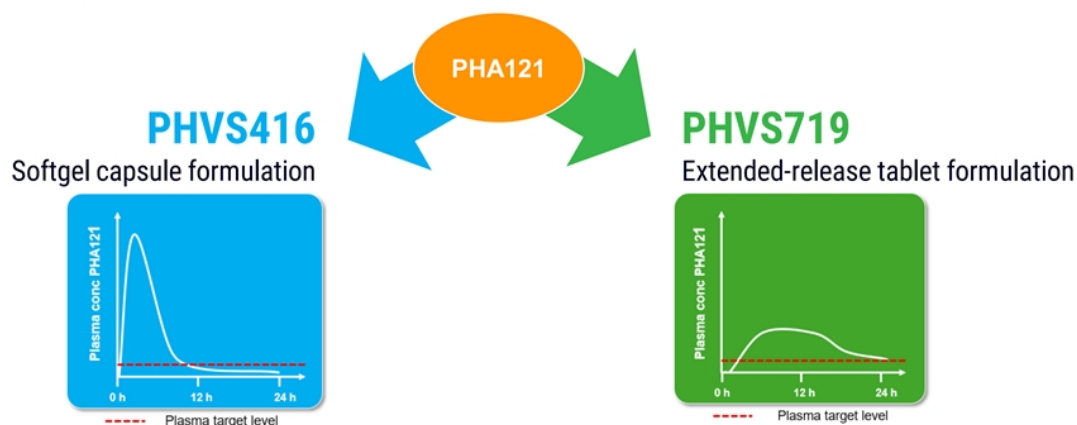 PHA121
PHVS416
Softgel capsule formulation
Plasma conc PHA121
0 h
12 h
24 h
Plasma target level
PHVS719
Extended-release tablet formulation
Plasma conc PHA121
0 h
12 h
24 h
Plasma target level